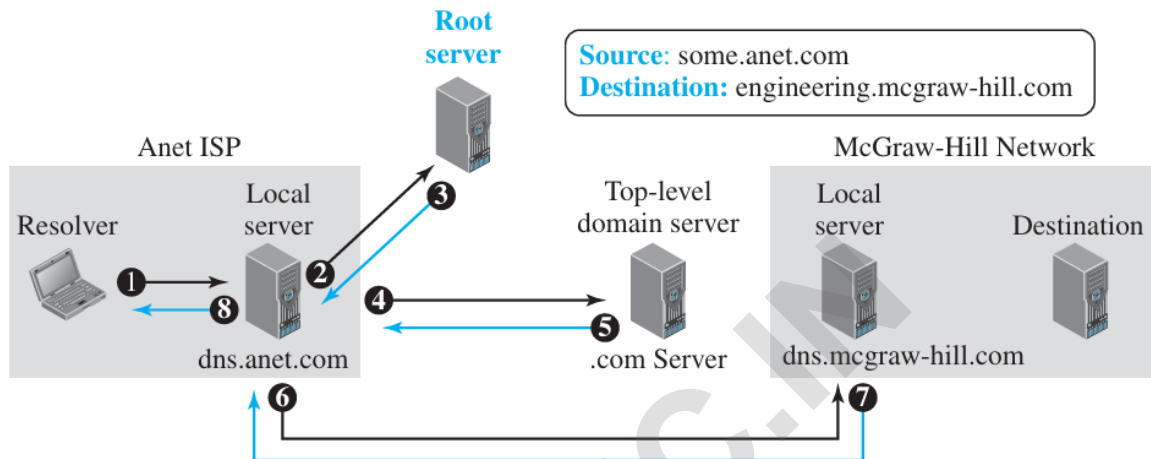 Root
server
Source: some.anet.com
Destination: engineering.mcgraw-hill.com
Anet ISP
McGraw-Hill Network
Resolver
Local
server
Top-level
domain server
Local
server
Destination
1
2
3
4
5
6
7
8
dns.anet.com
.com Server
dns.mcgraw-hill.com
C.IN